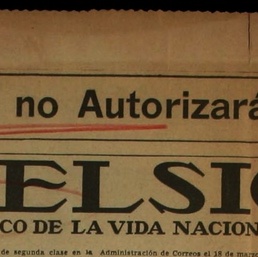 no Autorizará
ELSI
CO DE LA VIDA NACION
de segunda clase en la Administración de Correos el 18 de marzo